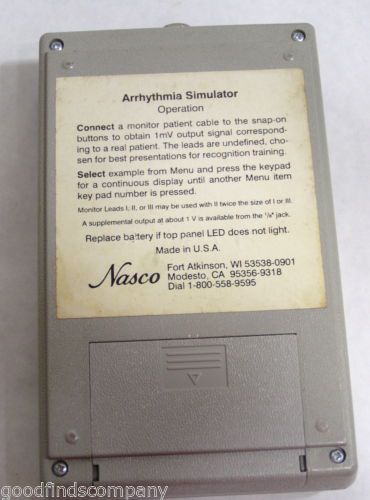 Arrhythmia Simulator
Operation
Connect a monitor patient cable to the snap-on
buttons to obtain 1mV output signal correspond-
ing to a real patient. The leads are undefined, cho-
sen for best presentations for recognition training.
Select example from Menu and press the keypad
for a continuous display until another Menu item
key pad number is pressed.
Monitor Leads I, II, or III may be used with II twice the size of I or III.
A supplemental output at about 1 V is available from the 1/8" jack.
Replace battery if top panel LED does not light.
Made in U.S.A.
Nasco
Fort Atkinson, WI 53538-0901
Modesto, CA 95356-9318
Dial 1-800-558-9595
goodfindscompany
goodfindscompany